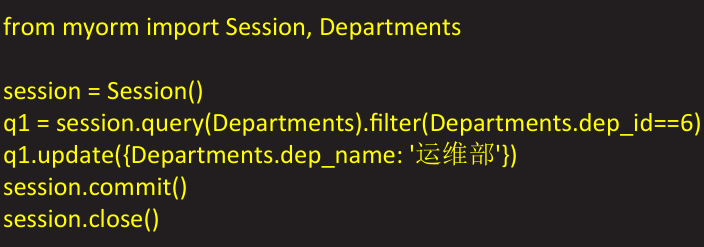 from myorm import Session, Departments
session = Session()
q1 = session.query(Departments).filter(Departments.dep_id==6)
q1.update({Departments.dep_name: '运维部'})
session.commit()
session.close()